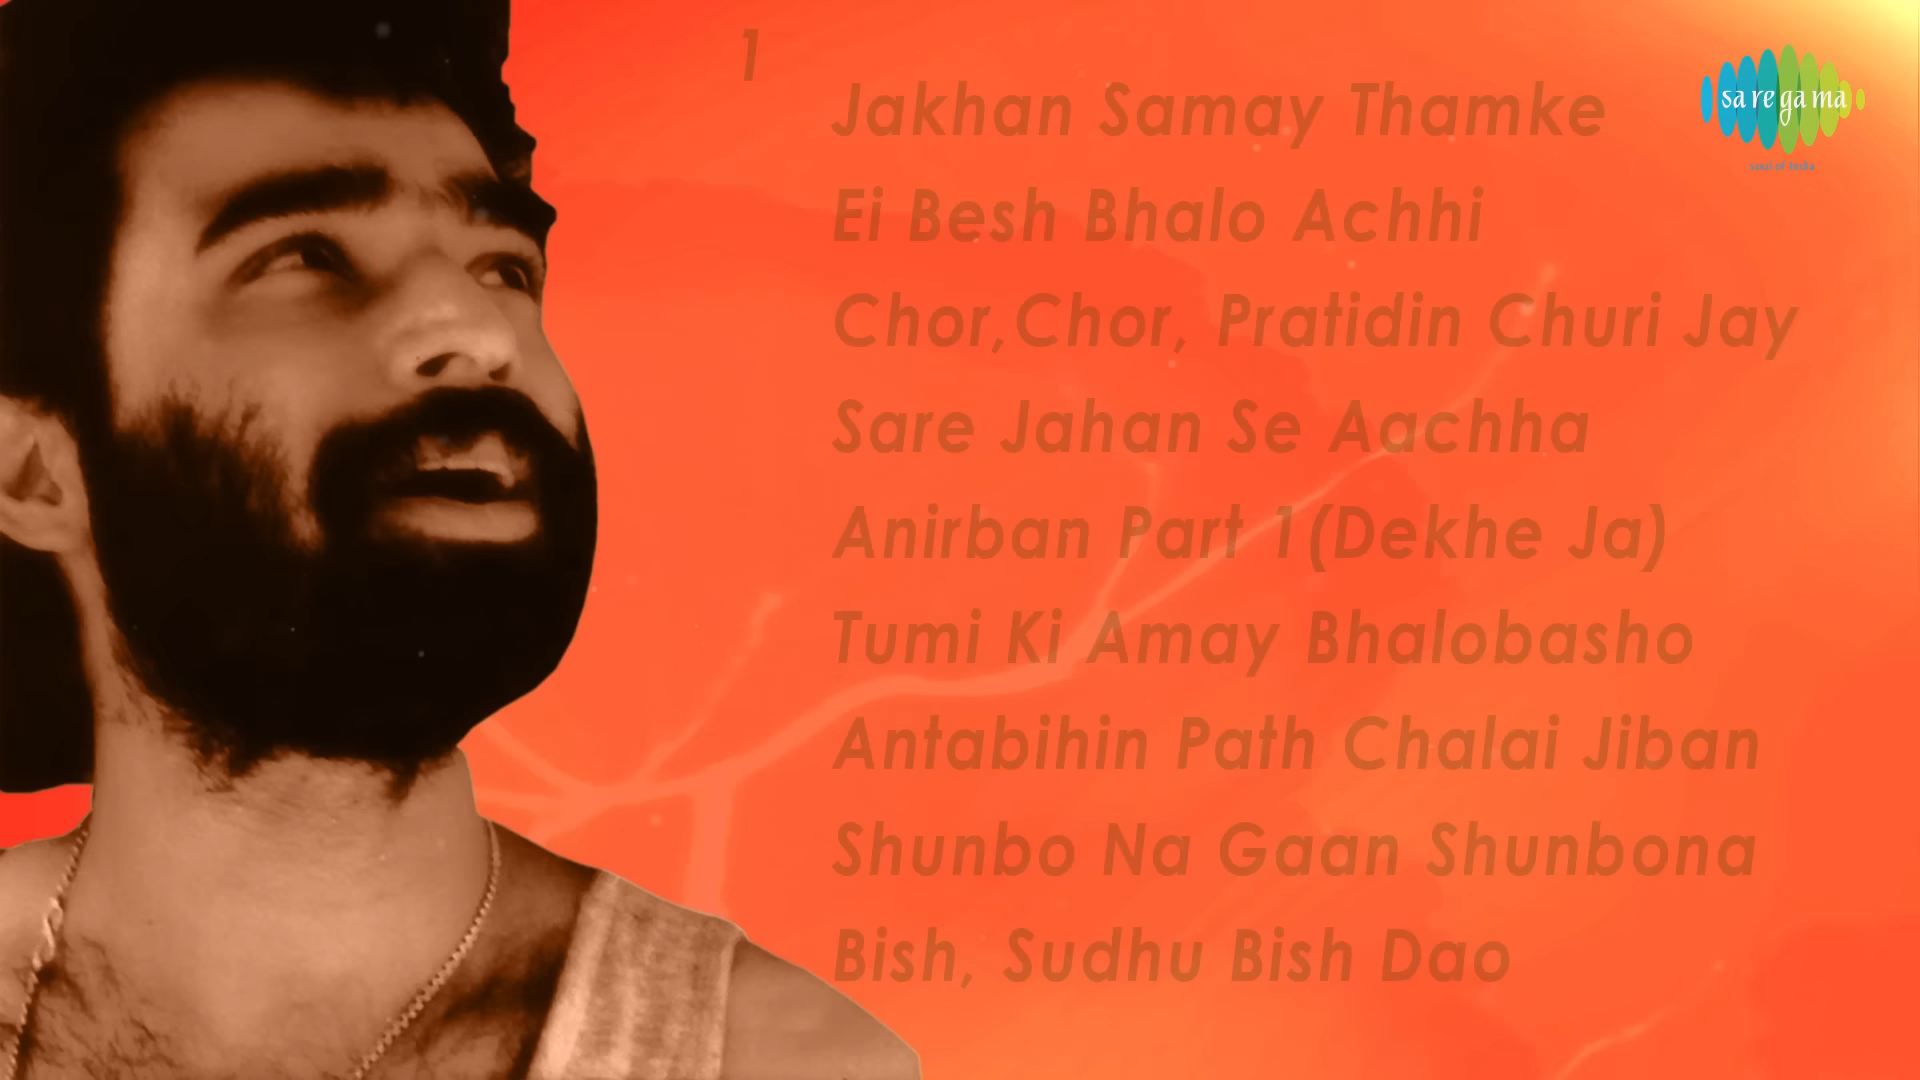 1
Jakhan Samay Thamke
sa re ga ma
Ei Besh Bhalo Achhi
Chor,Chor, Pratidin Churi Jay
Sare Jahan Se Aachha
Anirban Part 1(Dekhe Ja)
Tumi Ki Amay Bhalobasho
Antabihin Path Chalai Jiban
Shunbo Na Gaan Shunbona
Bish, Sudhu Bish Dao